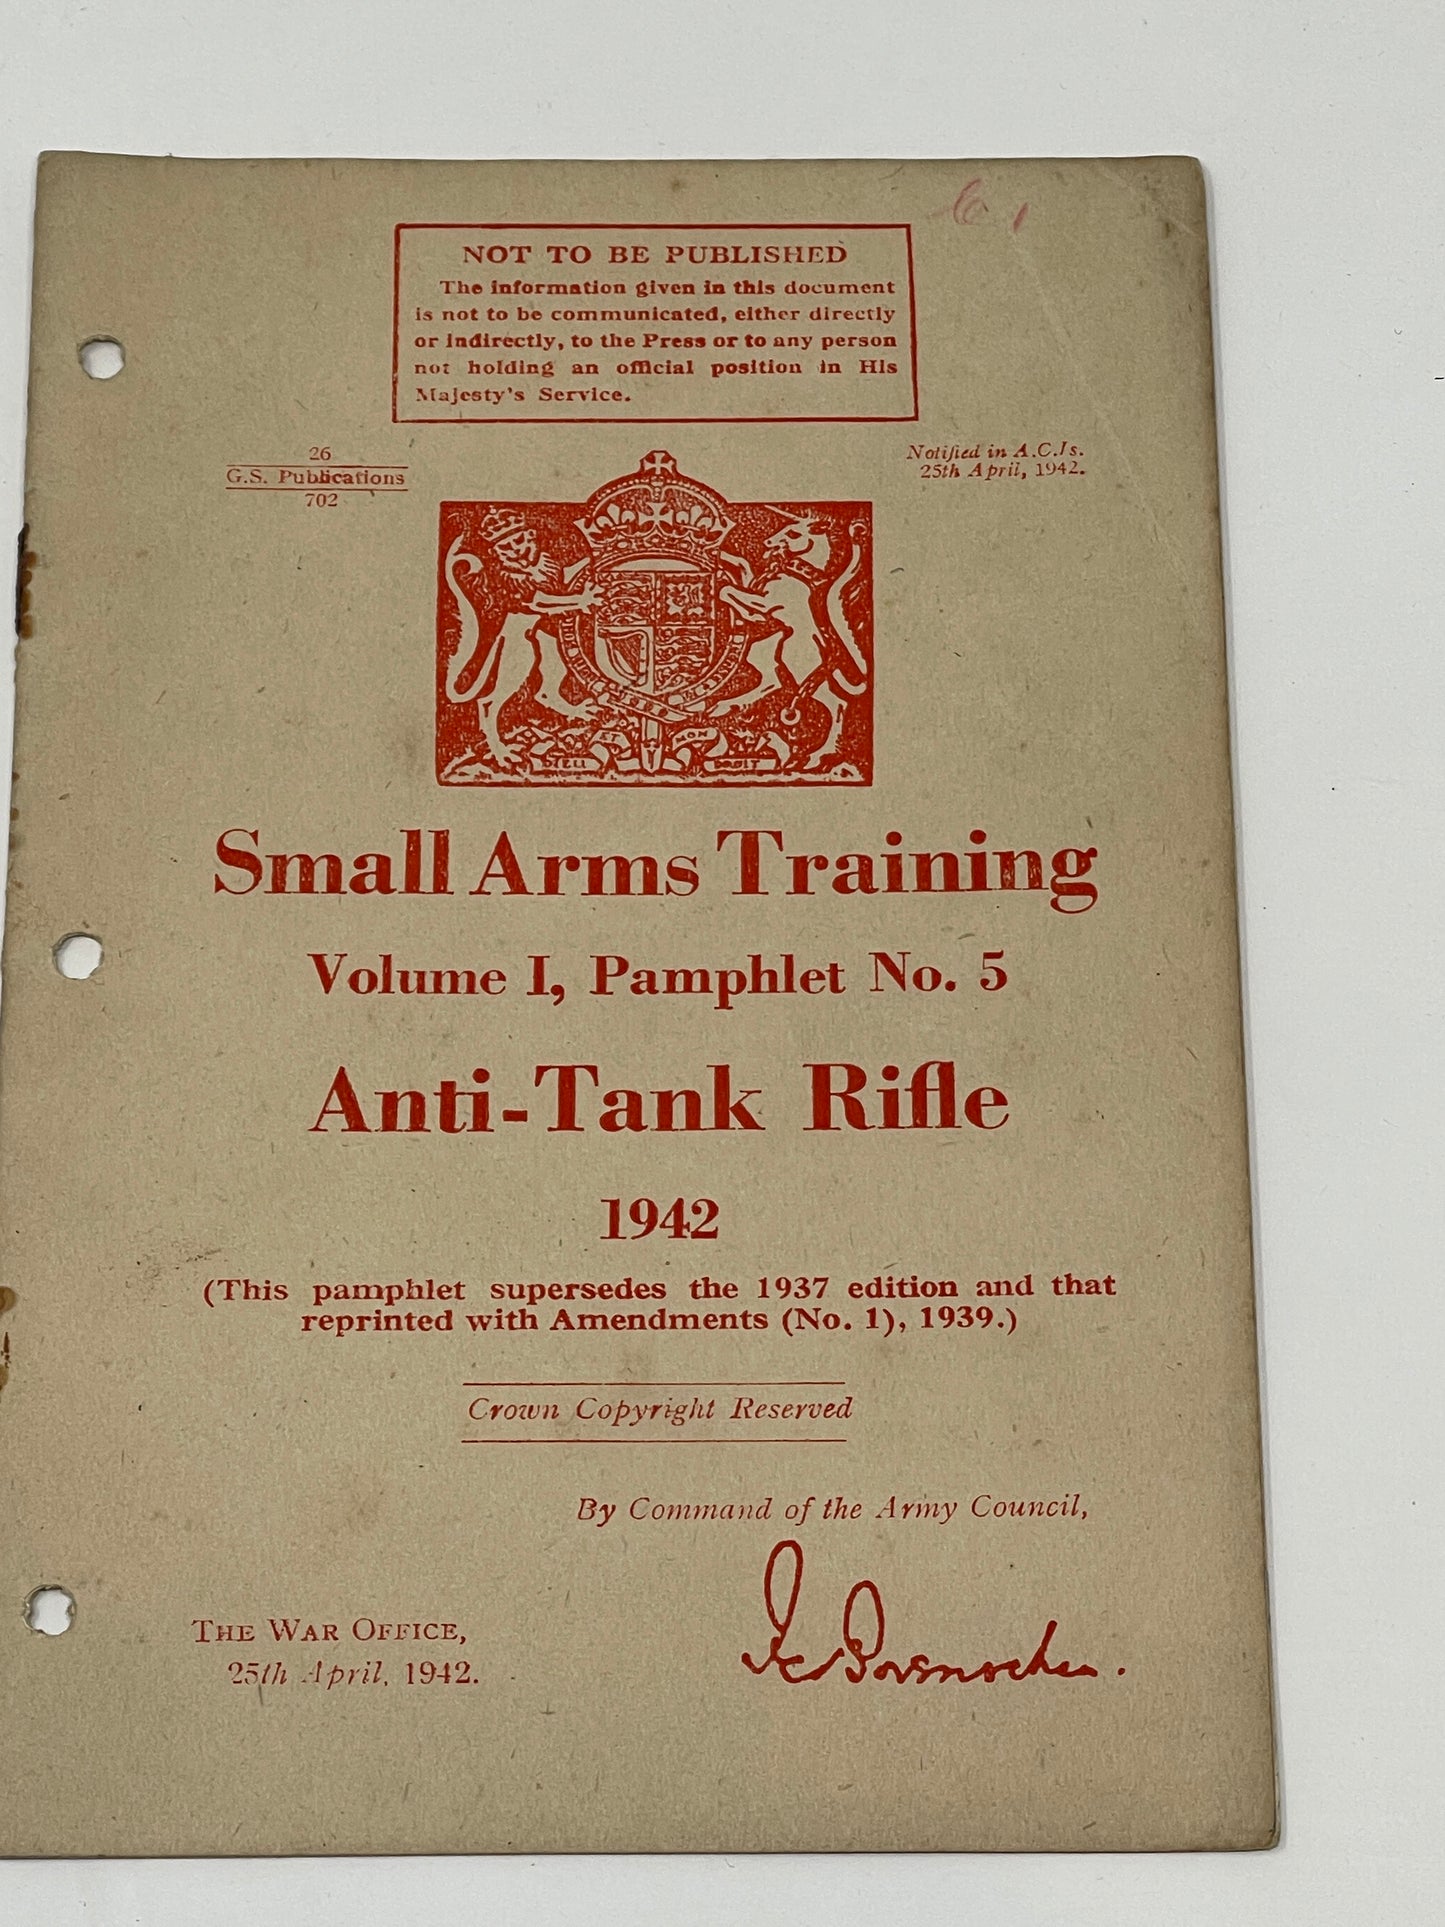 NOT TO BE PUBLISHED
The information given in this document
is not to be communicated, either directly
or indirectly, to the Press or to any person
not holding an official position in His
Majesty's Service.
26
G.S. Publications
702
Notified in A.C.Is.
25th April, 1942.
DIEU ET MON DROIT
Small Arms Training
Volume I, Pamphlet No. 5
Anti-Tank Rifle
1942
(This pamphlet supersedes the 1937 edition and that
reprinted with Amendments (No. 1), 1939.)
Crown Copyright Reserved
By Command of the Army Council,
THE WAR OFFICE,
25th April, 1942.